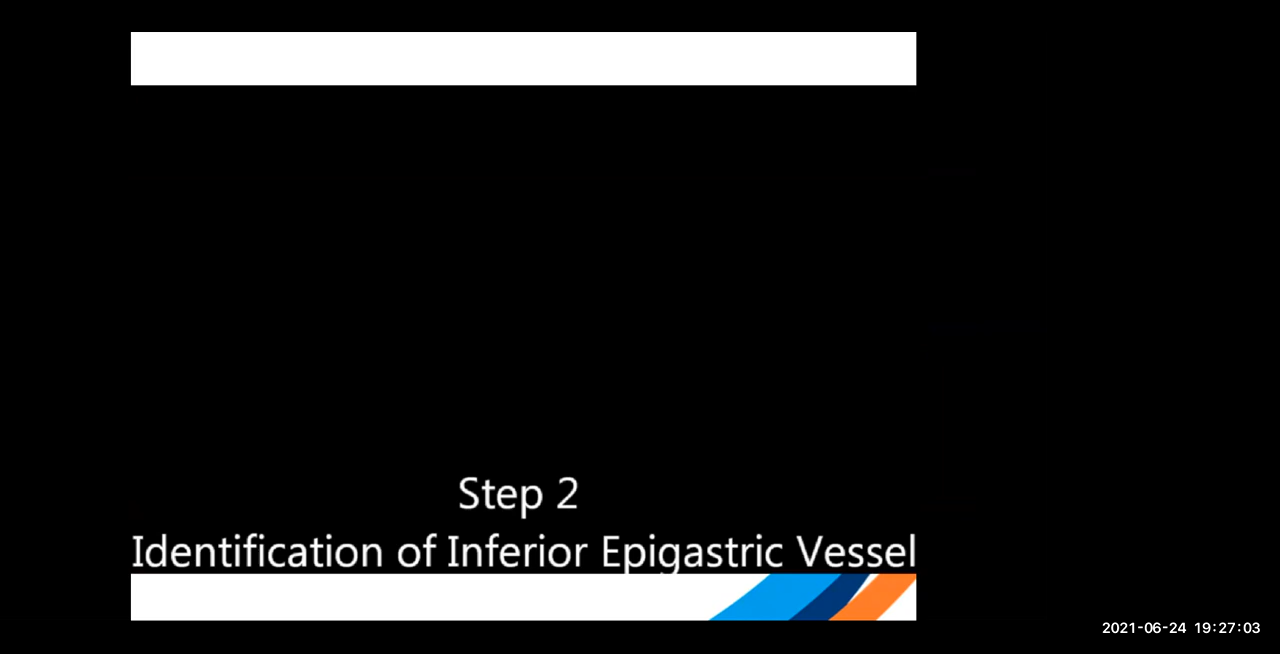 Step 2
Identification of Inferior Epigastric Vessel
2021-06-24 19:27:03